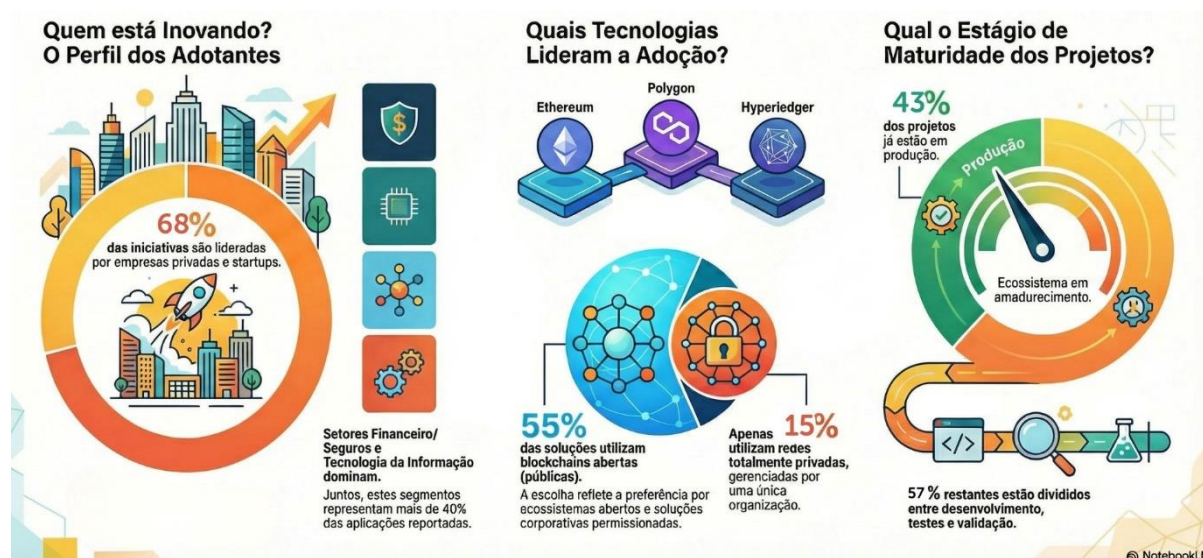 Quem está Inovando?
O Perfil dos Adotantes
68%
das iniciativas são lideradas
por empresas privadas e startups.
Setores Financeiro/
Seguros e
Tecnologia da Informação
dominam.
Juntos, estes segmentos
representam mais de 40%
das aplicações reportadas.
Quais Tecnologias
Lideram a Adoção?
Ethereum
Polygon
Hyperiedger
55%
das soluções utilizam
blockchains abertas
(públicas).
A escolha reflete a preferência por
ecossistemas abertos e soluções
corporativas permissionadas.
Apenas 15%
utilizam redes
totalmente privadas,
gerenciadas por
uma única
organização.
Qual o Estágio de
Maturidade dos Projetos?
43%
dos projetos
já estão em
produção.
Produção
Ecossistema em
amadurecimento.
</>
57 % restantes estão divididos
entre desenvolvimento,
testes e validação.